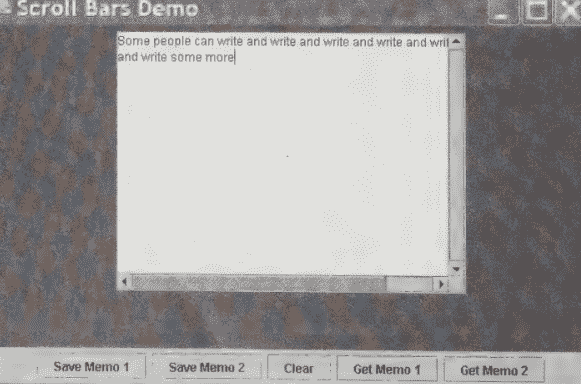 Scroll Bars Demo
Some people can write and write and write and write and writ
and write some more
Save Memo 1
Save Memo 2
Clear
Get Memo 1
Get Memo 2